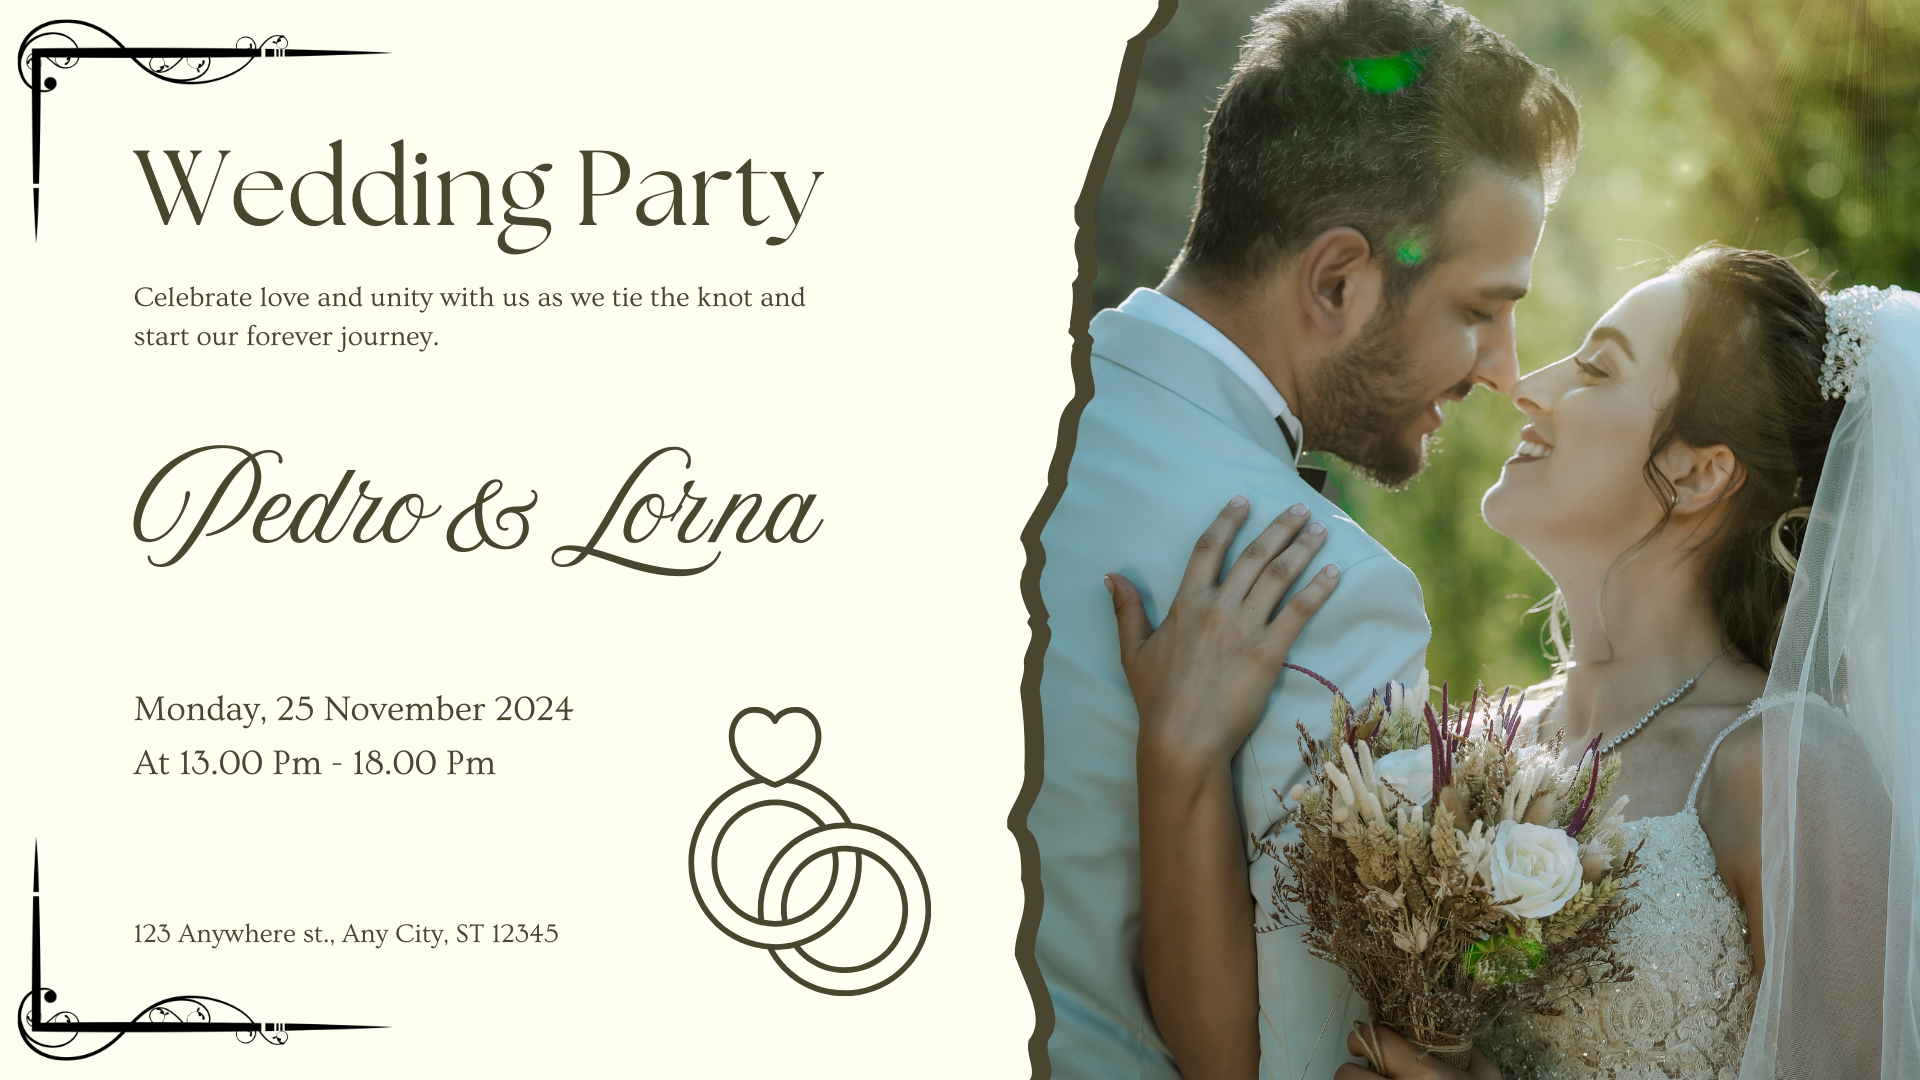 Wedding Party
Celebrate love and unity with us as we tie the knot and
start our forever journey.
Pedro & Lorna
Monday, 25 November 2024
At 13.00 Pm - 18.00 Pm
123 Anywhere st., Any City, ST 12345